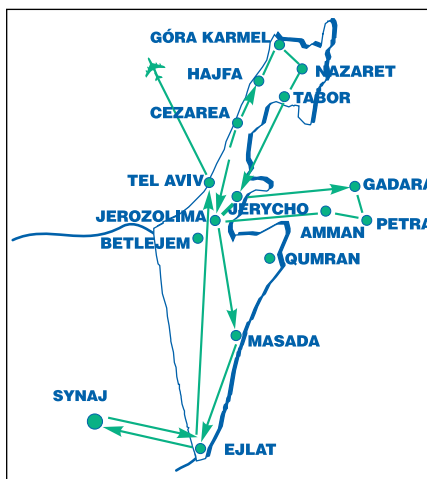 GÓRA KARMEL
HAJFA
NAZARET
TABOR
CEZAREA
TEL AVIV
GADARA
JERYCHO
JEROZOLIMA
AMMAN
PETRA
BETLEJEM
QUMRAN
MASADA
SYNAJ
EJLAT